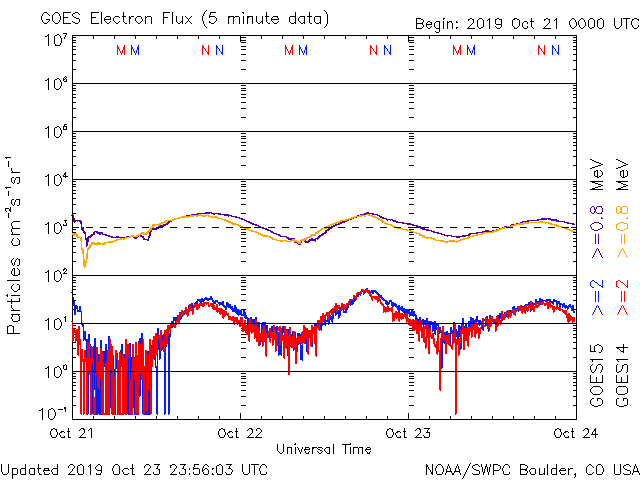 GOES Electron Flux (5 minute data)
Begin: 2019 Oct 21 0000 UTC
10⁷
M M N N M M N N M M N N
10⁶
10⁵
10⁴
10³
10²
10¹
10⁰
10⁻¹
Particles cm⁻²s⁻¹sr⁻¹
GOES15 >=2 >=0.8 MeV
GOES14 >=2 >=0.8 MeV
Oct 21 Oct 22 Oct 23 Oct 24
Universal Time
Updated 2019 Oct 23 23:56:03 UTC
NOAA/SWPC Boulder, CO USA